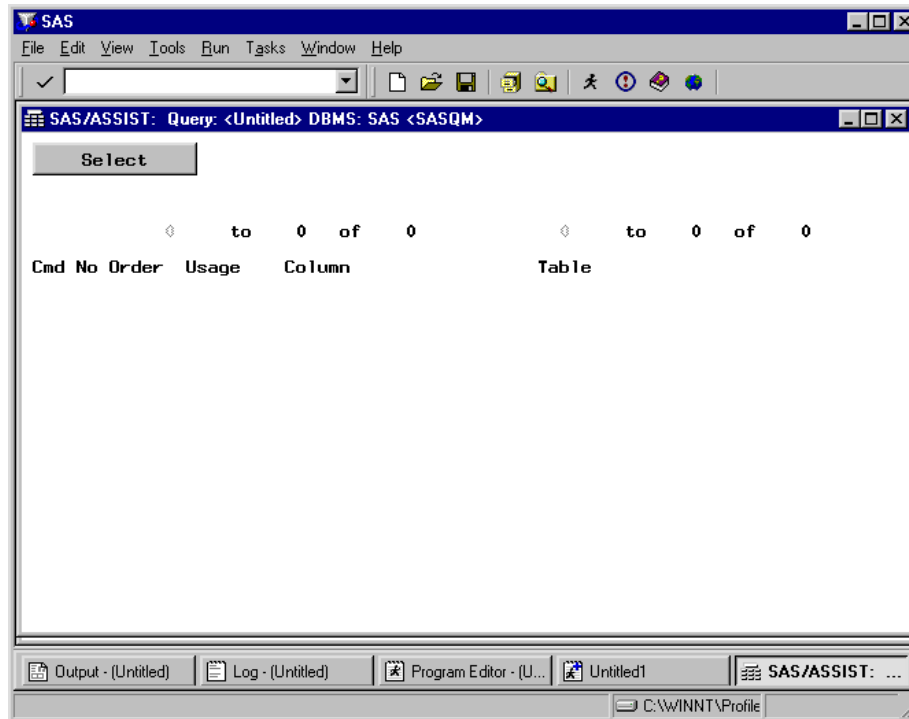 SAS
File Edit View Tools Run Tasks Window Help
SAS/ASSIST: Query: <Untitled> DBMS: SAS <SASQM>
Select
0 to 0 of 0 0 to 0 of 0
Cmd No Order Usage Column Table
Output - (Untitled) Log - (Untitled) Program Editor - (U... Untitled1 SAS/ASSIST: ...
C:\WINNT\Profile